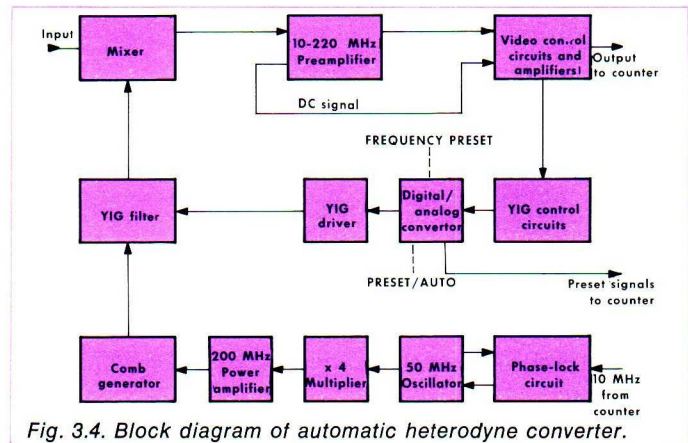 Input
Mixer
10-220 MHz
Preamplifier
Video control
circuits and
amplifiers
Output
to counter
DC signal
FREQUENCY PRESET
YIG filter
YIG
driver
Digital/
analog
convertor
YIG control
circuits
PRESET/AUTO
Preset signals
to counter
Comb
generator
200 MHz
Power
amplifier
x 4
Multiplier
50 MHz
Oscillator
Phase-lock
circuit
10 MHz
from
counter
Fig. 3.4. Block diagram of automatic heterodyne converter.